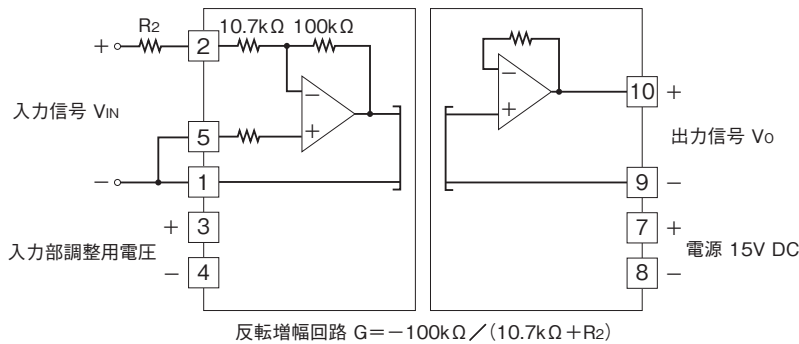 R2
10.7kΩ 100kΩ
+ 2
－
+
入力信号 VIN
5
－ 1
+ 3
入力部調整用電圧
－ 4
－
+
10 +
出力信号 Vo
9 －
7 +
電源 15V DC
8 －
反転増幅回路 G＝－100kΩ／(10.7kΩ＋R2)